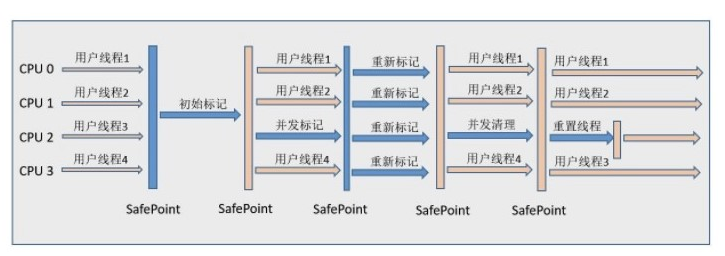 CPU 0 用户线程1 用户线程1 重新标记 用户线程1 用户线程1
CPU 1 用户线程2 初始标记 用户线程2 重新标记 用户线程2 用户线程2
CPU 2 用户线程3 并发标记 重新标记 并发清理 重置线程
CPU 3 用户线程4 用户线程4 重新标记 用户线程4 用户线程3
SafePoint SafePoint SafePoint SafePoint SafePoint